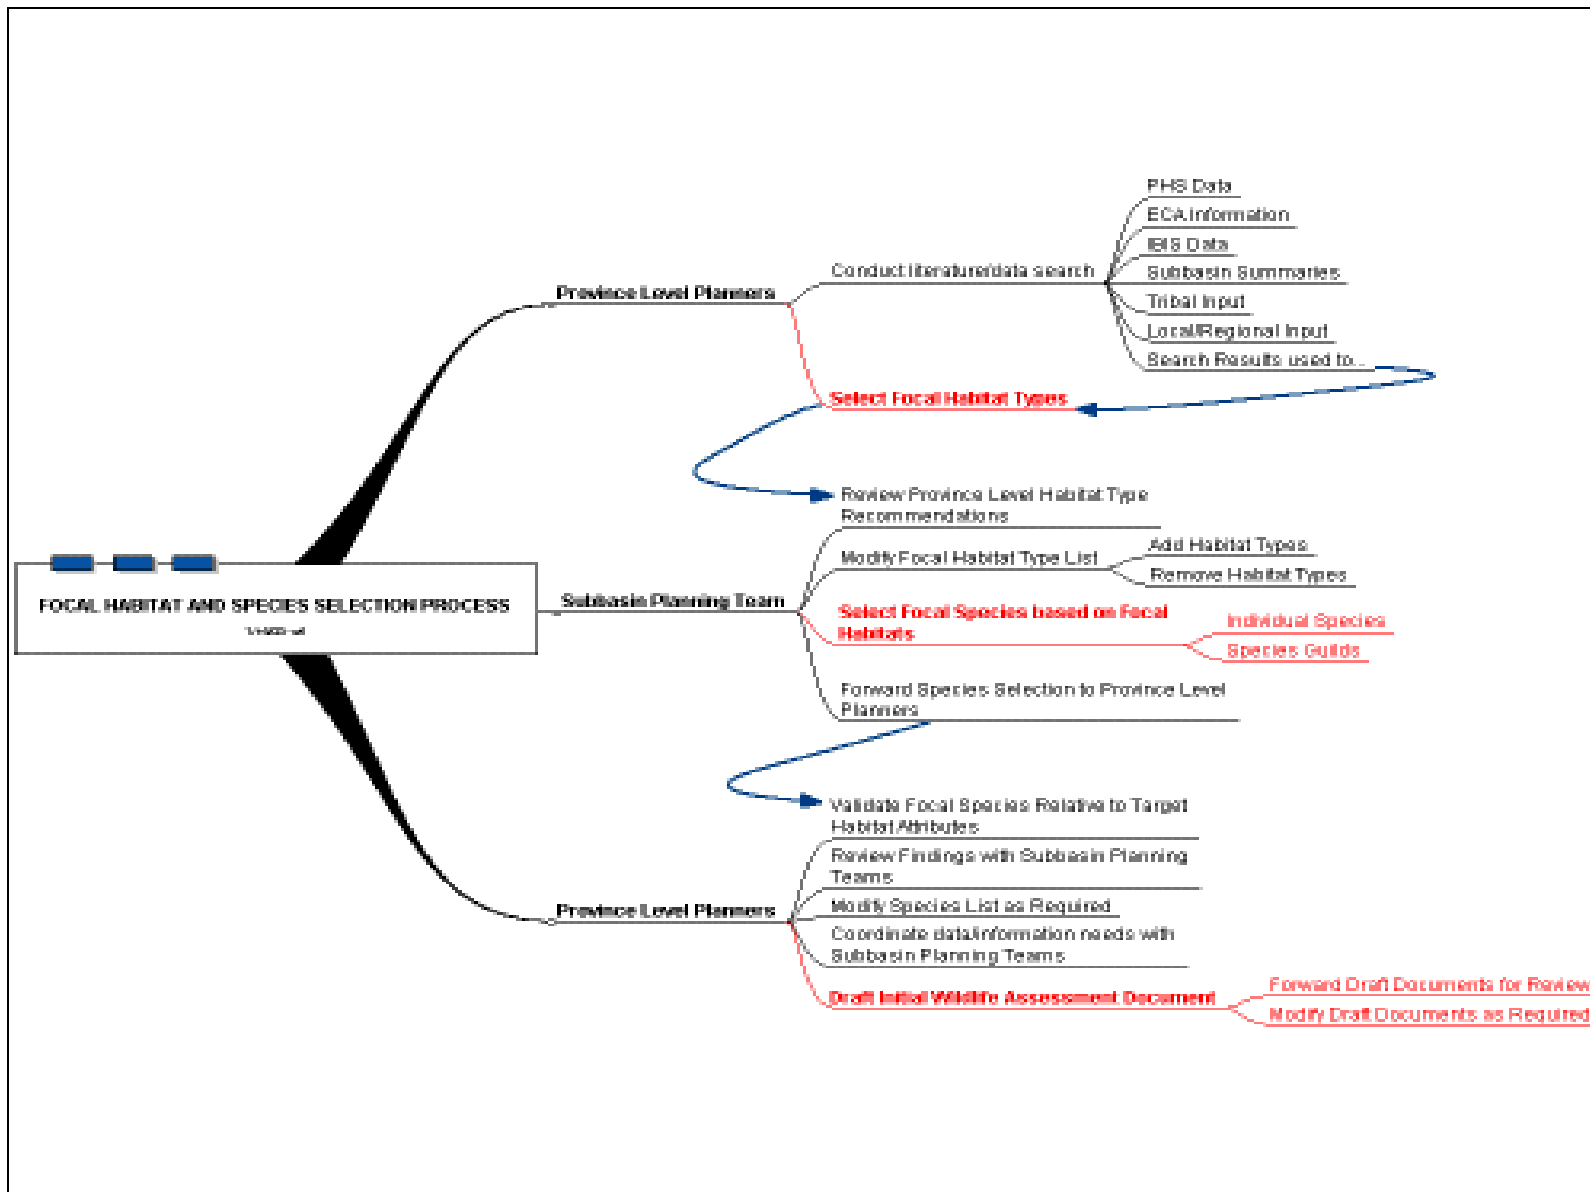 PHS Data
ECA Information
IBIS Data
Conduct literature/data search
Subbasin Summaries
Province Level Planners
Tribal Input
Local/Regional Input
Search Results used to...
Select Focal Habitat Types
Review Province Level Habitat Type
Recommendations
Modify Focal Habitat Type List
Add Habitat Types
Remove Habitat Types
FOCAL HABITAT AND SPECIES SELECTION PROCESS
Subbasin Planning Team
Select Focal Species based on Focal
Habitats
Individual Species
Species Guilds
Forward Species Selection to Province Level
Planners
Validate Focal Species Relative to Target
Habitat Attributes
Review Findings with Subbasin Planning
Teams
Province Level Planners
Modify Species List as Required
Coordinate data/information needs with
Subbasin Planning Teams
Draft Initial Wildlife Assessment Document
Forward Draft Documents for Review
Modify Draft Documents as Required